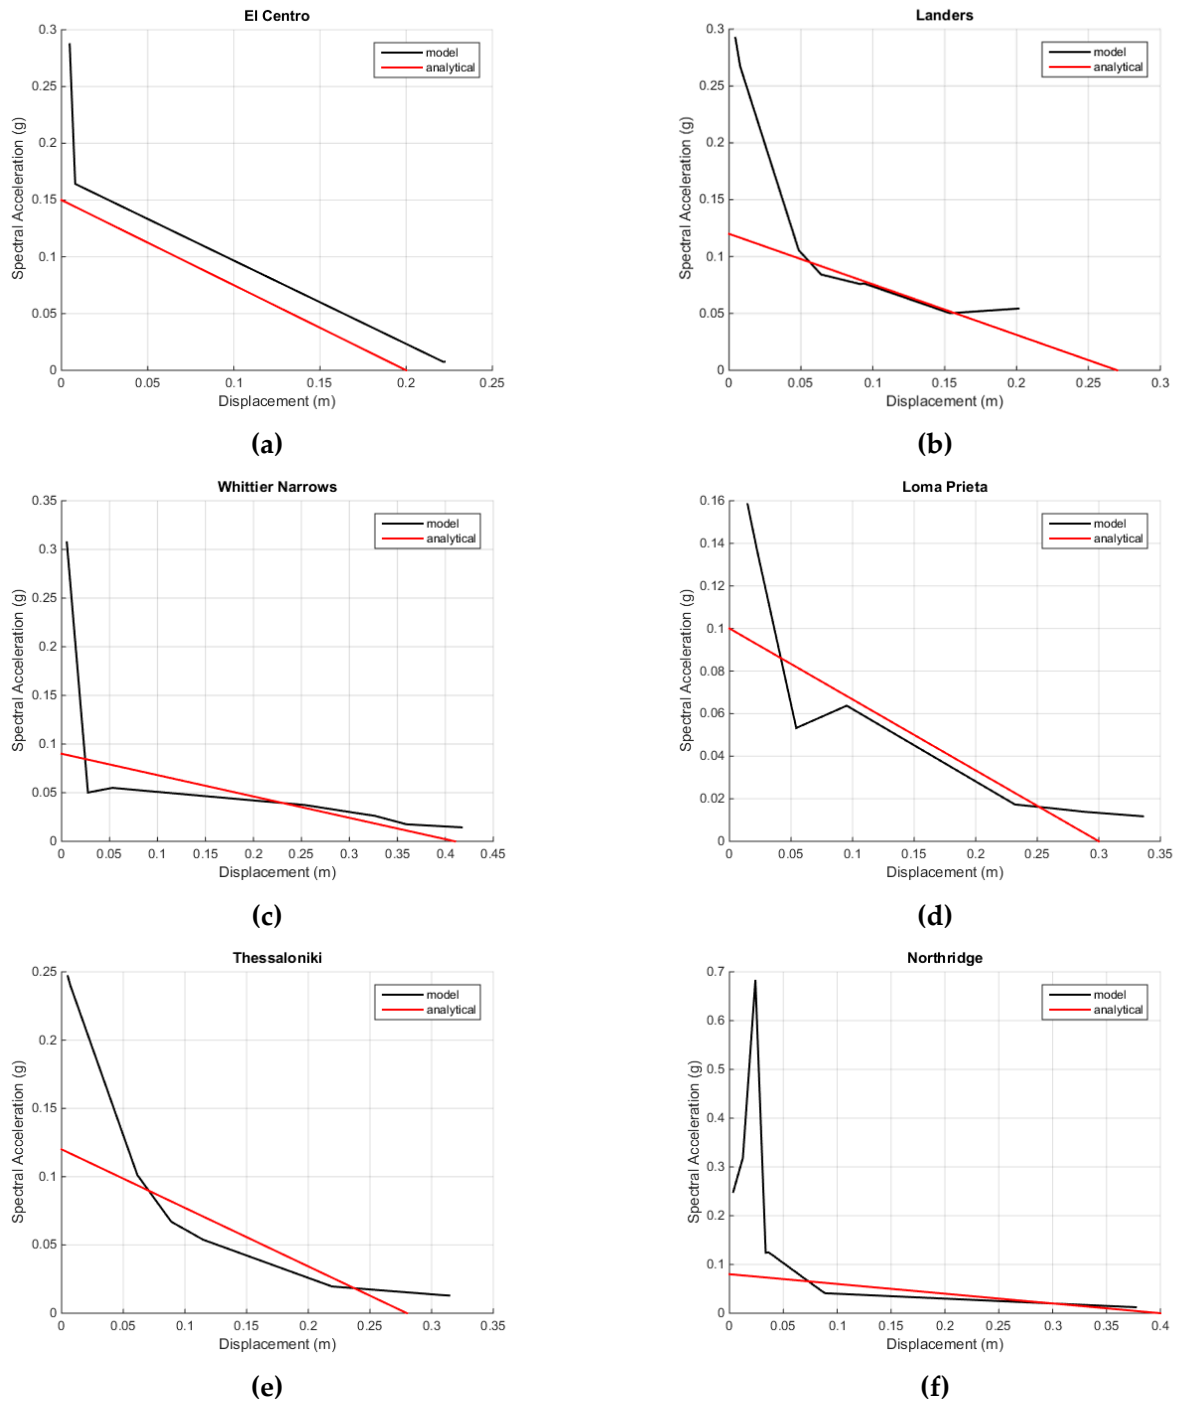 El Centro
0.3
0.25
0.2
0.15
0.1
0.05
0
Spectral Acceleration (g)
model
analytical
0 0.05 0.1 0.15 0.2 0.25
Displacement (m)
(a)
Landers
0.3
0.25
0.2
0.15
0.1
0.05
0
Spectral Acceleration (g)
model
analytical
0 0.05 0.1 0.15 0.2 0.25 0.3
Displacement (m)
(b)
Whittier Narrows
0.35
0.3
0.25
0.2
0.15
0.1
0.05
0
Spectral Acceleration (g)
model
analytical
0 0.05 0.1 0.15 0.2 0.25 0.3 0.35 0.4 0.45
Displacement (m)
(c)
Loma Prieta
0.16
0.14
0.12
0.1
0.08
0.06
0.04
0.02
0
Spectral Acceleration (g)
model
analytical
0 0.05 0.1 0.15 0.2 0.25 0.3 0.35
Displacement (m)
(d)
Thessaloniki
0.25
0.2
0.15
0.1
0.05
0
Spectral Acceleration (g)
model
analytical
0 0.05 0.1 0.15 0.2 0.25 0.3 0.35
Displacement (m)
(e)
Northridge
0.7
0.6
0.5
0.4
0.3
0.2
0.1
0
Spectral Acceleration (g)
model
analytical
0 0.05 0.1 0.15 0.2 0.25 0.3 0.35 0.4
Displacement (m)
(f)